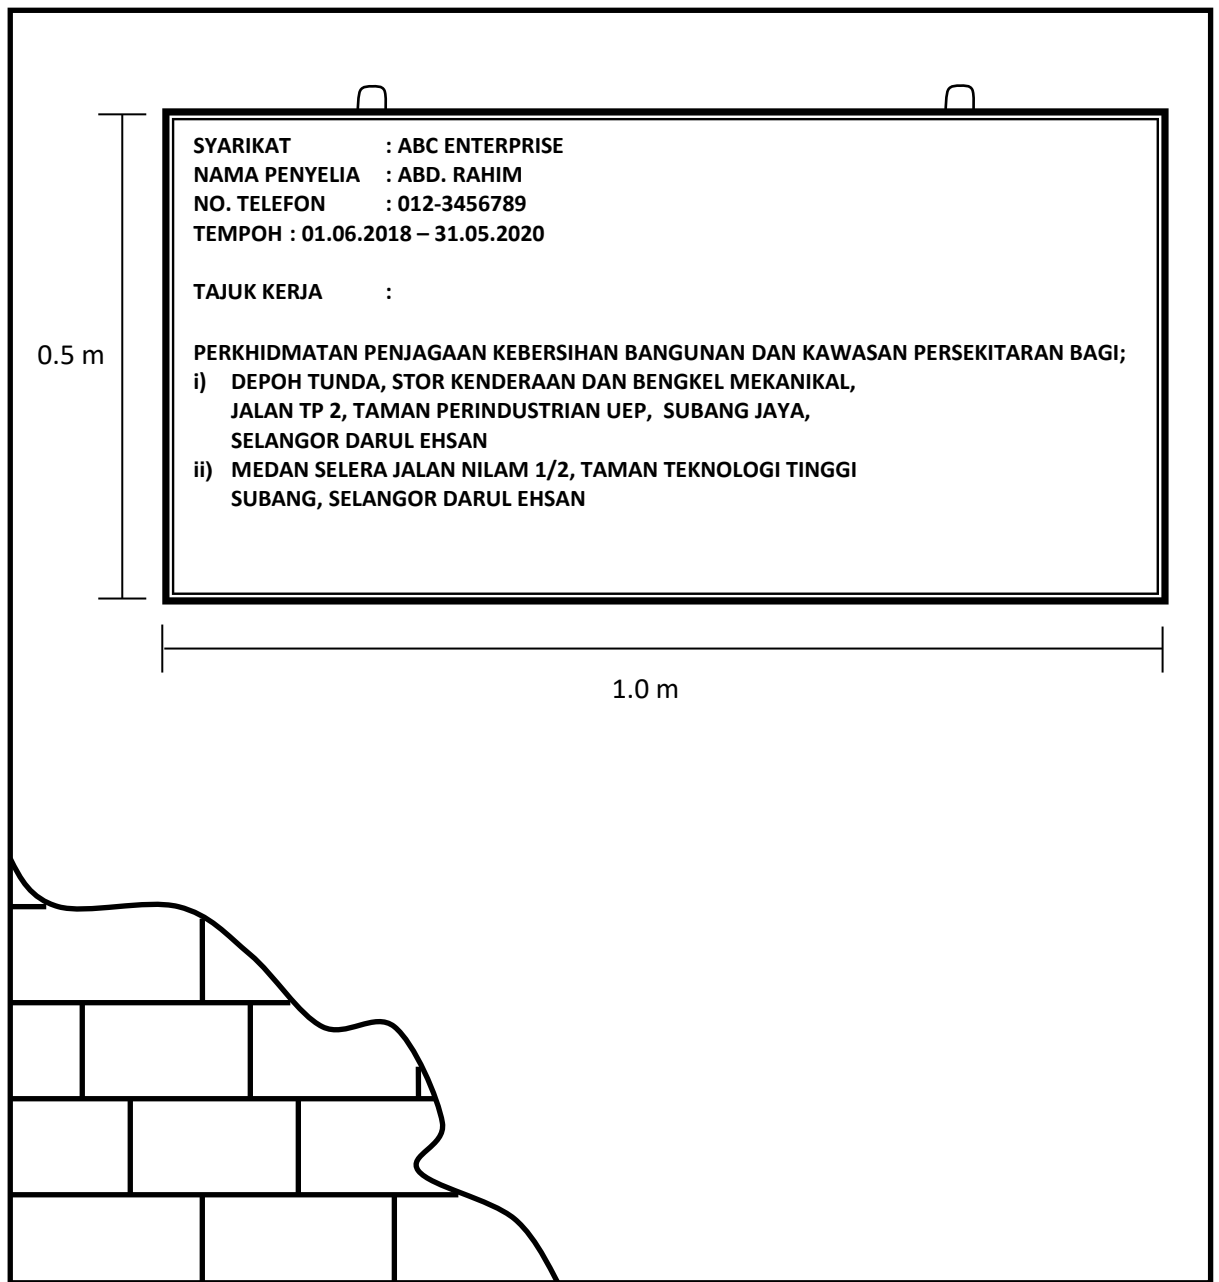 SYARIKAT : ABC ENTERPRISE
NAMA PENYELIA : ABD. RAHIM
NO. TELEFON : 012-3456789
TEMPOH : 01.06.2018 – 31.05.2020
TAJUK KERJA :
PERKHIDMATAN PENJAGAAN KEBERSIHAN BANGUNAN DAN KAWASAN PERSEKITARAN BAGI;
i) DEPOH TUNDA, STOR KENDERAAN DAN BENGKEL MEKANIKAL,
JALAN TP 2, TAMAN PERINDUSTRIAN UEP, SUBANG JAYA,
SELANGOR DARUL EHSAN
ii) MEDAN SELERA JALAN NILAM 1/2, TAMAN TEKNOLOGI TINGGI
SUBANG, SELANGOR DARUL EHSAN
0.5 m
1.0 m